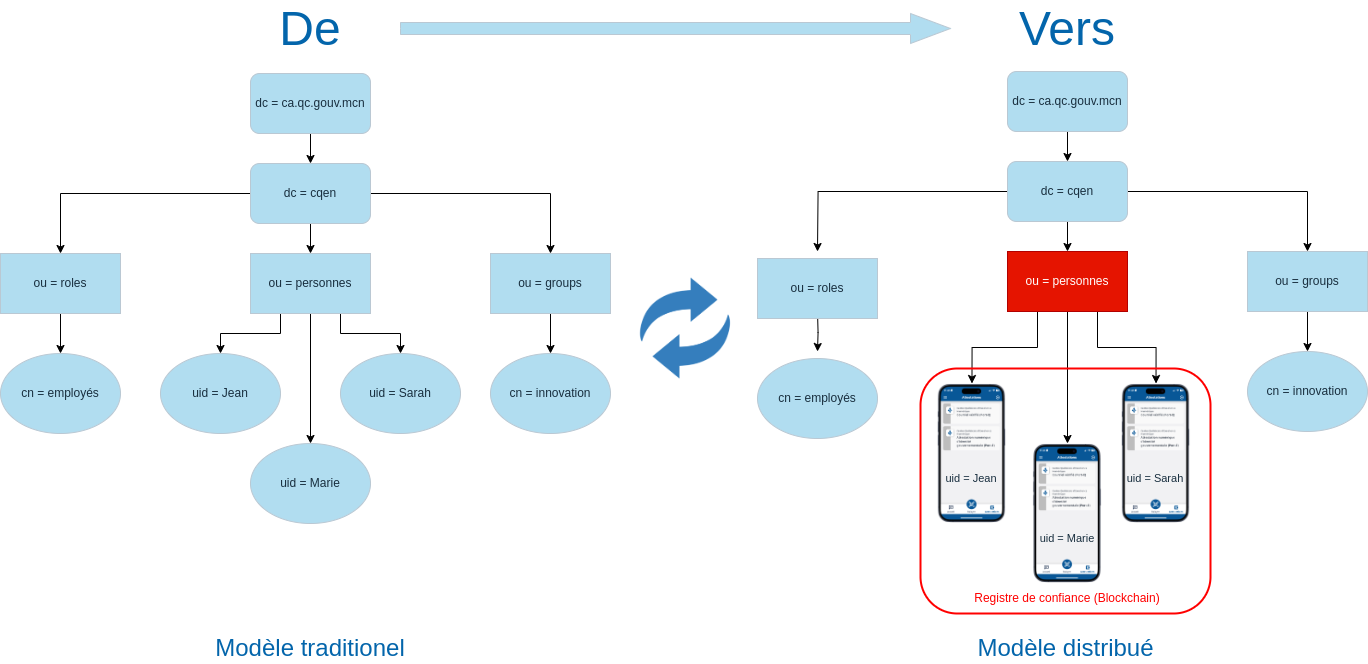 De
Vers
dc = ca.qc.gouv.mcn
dc = cqen
ou = roles
ou = personnes
ou = groups
cn = employés
uid = Jean
uid = Sarah
cn = innovation
uid = Marie
Modèle traditionel
dc = ca.qc.gouv.mcn
dc = cqen
ou = roles
ou = personnes
ou = groups
cn = employés
cn = innovation
uid = Jean
uid = Sarah
uid = Marie
Registre de confiance (Blockchain)
Modèle distribué